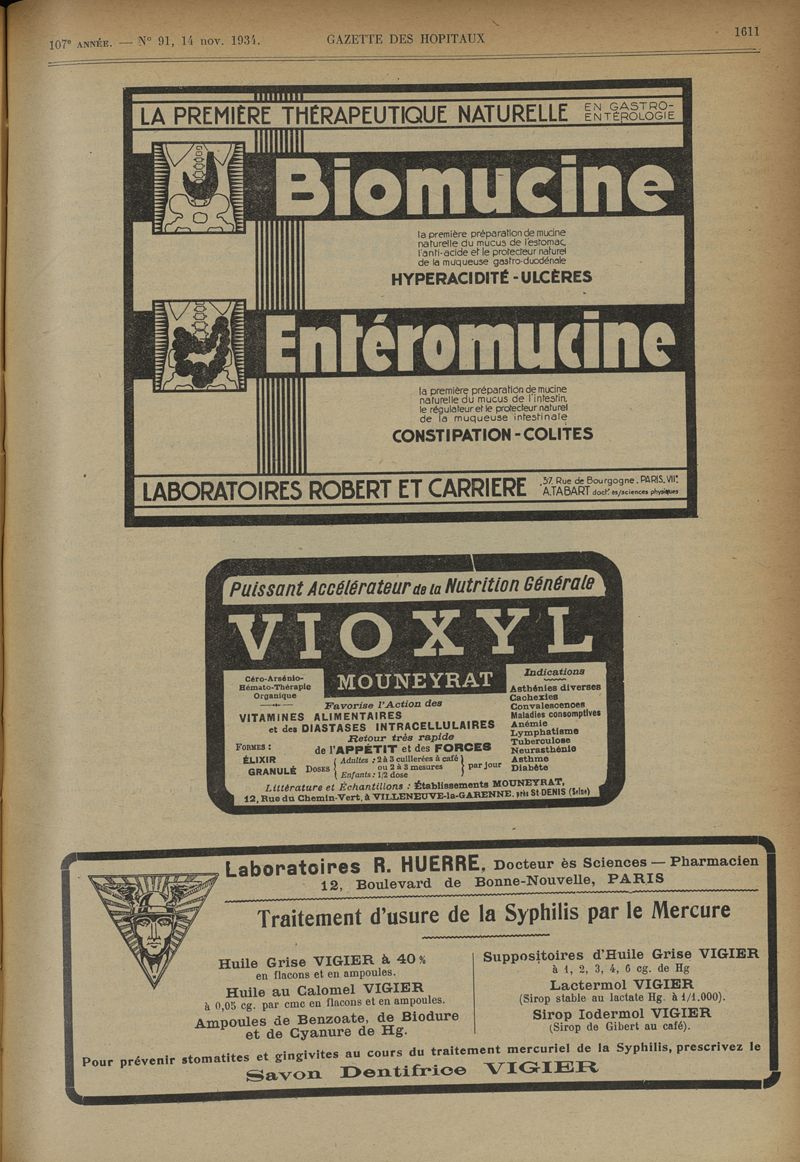 107e ANNÉE. — N° 91, 14 nov. 1934.
GAZETTE DES HOPITAUX
1611
LA PREMIÈRE THÉRAPEUTIQUE NATURELLE
EN GASTRO-
ENTÉROLOGIE
Biomucine
la première préparation de mucine
naturelle du mucus de l'estomac,
l'anti-acide et le protecteur naturel
de la muqueuse gastro-duodénale
HYPERACIDITÉ - ULCÈRES
Entéromucine
la première préparation de mucine
naturelle du mucus de l'intestin,
le régulateur et le protecteur naturel
de la muqueuse intestinale
CONSTIPATION - COLITES
LABORATOIRES ROBERT ET CARRIERE
37, Rue de Bourgogne. PARIS. VIIe.
A.TABART doctr. es/sciences physiques
Puissant Accélérateur de la Nutrition Générale
VIOXYL
MOUNEYRAT
Céro-Arsénio-
Hémato-Thérapie
Organique
Favorise l'Action des
VITAMINES ALIMENTAIRES
et des DIASTASES INTRACELLULAIRES
Retour très rapide
de l'APPÉTIT et des FORCES
FORMES :
ÉLIXIR
GRANULÉ
DOSES
Adultes : 2 à 3 cuillerées à café
ou 2 à 3 mesures
Enfants : 1/2 dose
par jour
Indications
Asthénies diverses
Cachexies
Convalescences
Maladies consomptives
Anémie
Lymphatisme
Tuberculose
Neurasthénie
Asthme
Diabète
Littérature et Échantillons : Établissements MOUNEYRAT,
12, Rue du Chemin-Vert, à VILLENEUVE-la-GARENNE, près St-DENIS (Seine)
Laboratoires R. HUERRE, Docteur ès Sciences — Pharmacien
12, Boulevard de Bonne-Nouvelle, PARIS
Traitement d'usure de la Syphilis par le Mercure
Huile Grise VIGIER à 40 %
en flacons et en ampoules.
Huile au Calomel VIGIER
à 0,05 cg. par cmc en flacons et en ampoules.
Ampoules de Benzoate, de Biodure
et de Cyanure de Hg.
Suppositoires d'Huile Grise VIGIER
à 1, 2, 3, 4, 6 cg. de Hg
Lactermol VIGIER
(Sirop stable au lactate Hg. à 1/1.000).
Sirop Iodermol VIGIER
(Sirop de Gibert au café).
Pour prévenir stomatites et gingivites au cours du traitement mercuriel de la Syphilis, prescrivez le
Savon Dentifrice VIGIER